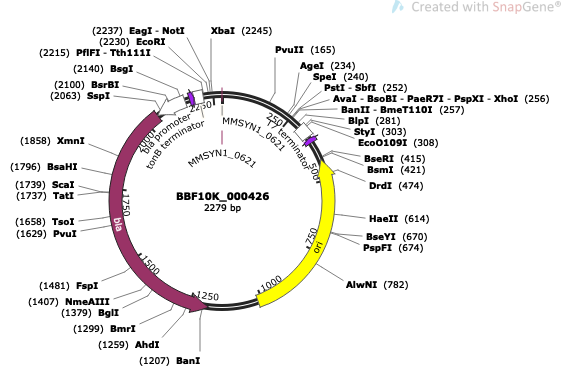 Created with SnapGene®
(2237) EagI - NotI
XbaI (2245)
(2230) EcoRI
(2215) PflFI - Tth111I
(2140) BsgI
(2100) BsrBI
(2063) SspI
PvuII (165)
AgeI (234)
SpeI (240)
PstI - SbfI (252)
AvaI - BsoBI - PaeR7I - PspXI - XhoI (256)
BanII - BmeT110I (257)
BlpI (281)
StyI (303)
EcoO109I (308)
BseRI (415)
BsmI (421)
DrdI (474)
HaeII (614)
BseYI (670)
PspFI (674)
AlwNI (782)
(1858) XmnI
(1796) BsaHI
(1739) ScaI
(1737) TatI
(1658) TsoI
(1629) PvuI
(1481) FspI
(1407) NmeAIII
(1379) BglI
(1299) BmrI
(1259) AhdI
(1207) BanI
bla promoter
tonB terminator
MMSYN1_0621
MMSYN1_0621
T7 terminator
BBF10K_000426
2279 bp
bla
ori
250
500
750
1000
1250
1500
1750
2000
2250